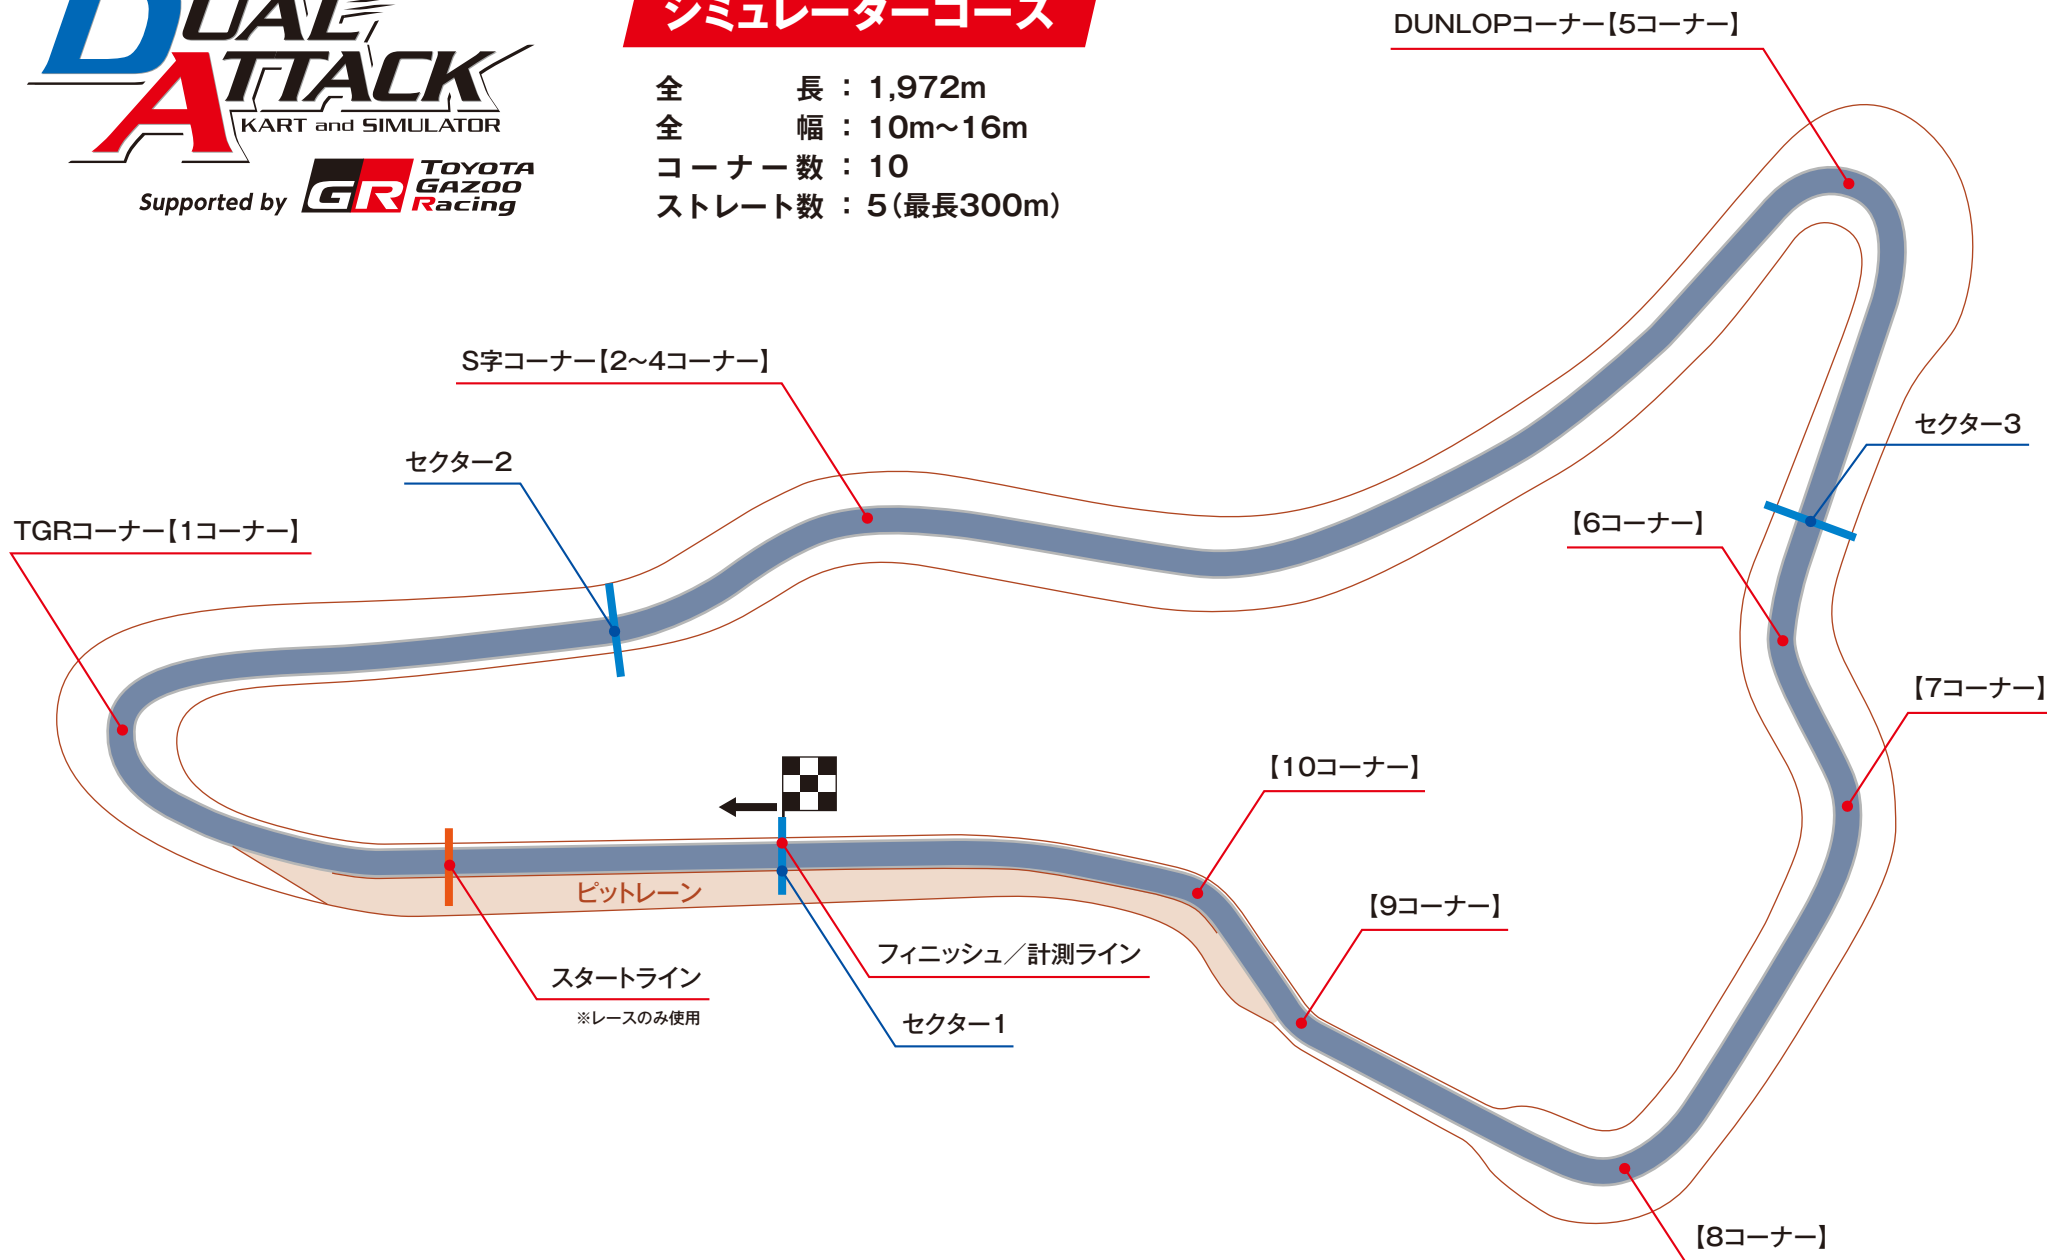 DUAL
ATTACK
KART and SIMULATOR
Supported by
GR
TOYOTA
GAZOO
Racing
シミュレーターコース
全長：1,972m
全幅：10m～16m
コーナー数：10
ストレート数：5（最長300m）
DUNLOPコーナー【5コーナー】
S字コーナー【2～4コーナー】
セクター3
セクター2
【6コーナー】
TGRコーナー【1コーナー】
【7コーナー】
【10コーナー】
ピットレーン
【9コーナー】
フィニッシュ／計測ライン
スタートライン
※レースのみ使用
セクター1
【8コーナー】